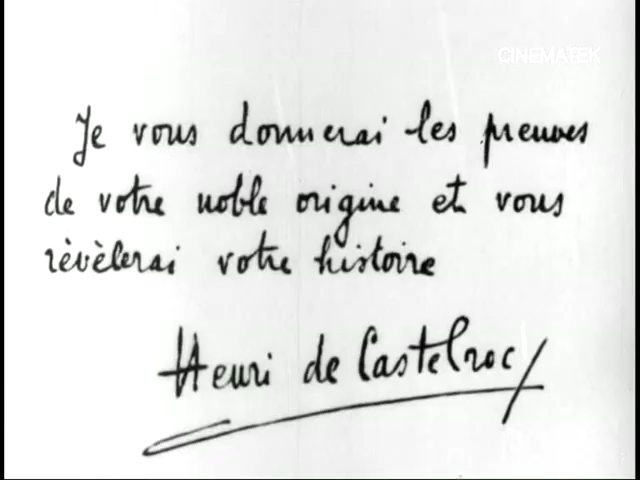 CINEMATEK
Je vous donnerai les preuves
de votre noble origine et vous
révèlerai votre histoire
Henri de Castelroc